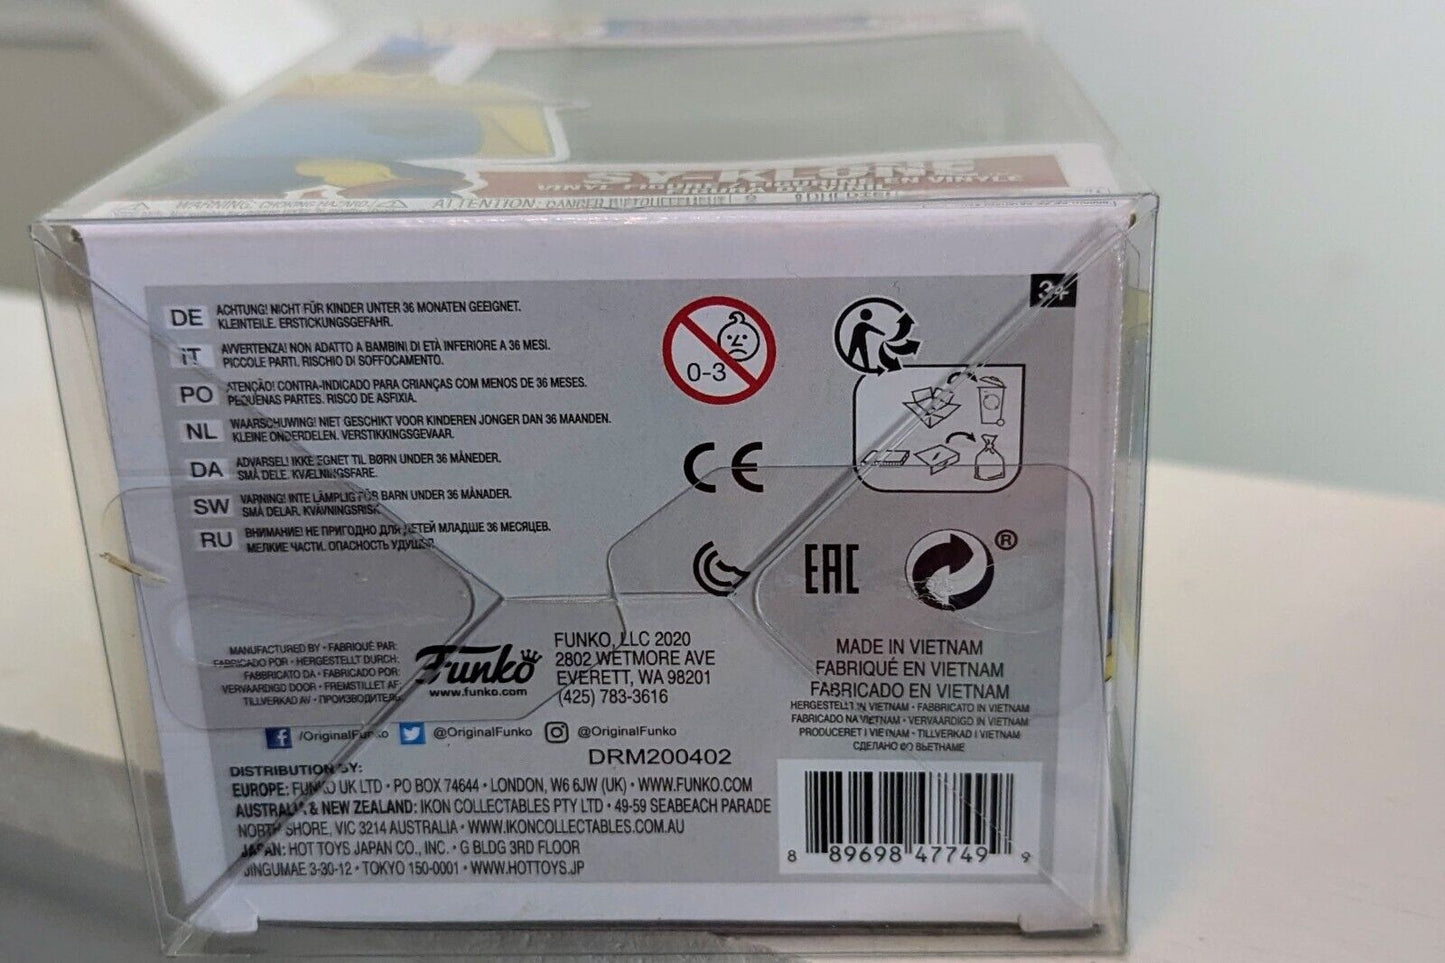 SY-KLONE
VINYL FIGURE / FIGURINE EN VINYLE
FIGURA DE VINIL
WARNING: CHOKING HAZARD.
ATTENTION: DANGER D'ÉTOUFFEMENT
3+
DE ACHTUNG! NICHT FÜR KINDER UNTER 36 MONATEN GEEIGNET.
KLEINTEILE. ERSTICKUNGSGEFAHR.
IT AVVERTENZA! NON ADATTO A BAMBINI DI ETÀ INFERIORE A 36 MESI.
PICCOLE PARTI. RISCHIO DI SOFFOCAMENTO.
PO ATENÇÃO! CONTRA-INDICADO PARA CRIANÇAS COM MENOS DE 36 MESES.
PEQUENAS PARTES. RISCO DE ASFIXIA.
NL WAARSCHUWING! NIET GESCHIKT VOOR KINDEREN JONGER DAN 36 MAANDEN.
KLEINE ONDERDELEN. VERSTIKKINGSGEVAAR.
DA ADVARSEL! IKKE EGNET TIL BØRN UNDER 36 MÅNEDER.
SMÅ DELE. KVÆLNINGSFARE.
SW VARNING! INTE LÄMPLIG FÖR BARN UNDER 36 MÅNADER.
SMÅ DELAR. KVÄVNINGSRISK.
RU ВНИМАНИЕ! НЕ ПРИГОДНО ДЛЯ ДЕТЕЙ МЛАДШЕ 36 МЕСЯЦЕВ.
МЕЛКИЕ ЧАСТИ. ОПАСНОСТЬ УДУШЬЯ
0-3
CE
EAC
®
MANUFACTURED BY • FABRIQUÉ PAR:
FABRICADO POR • HERGESTELLT DURCH:
FABBRICATO DA • FABRICADO POR:
VERVAARDIGD DOOR • FREMSTILLET AF:
TILLVERKAD AV • ПРОИЗВОДИТЕЛЬ:
Funko
www.funko.com
FUNKO, LLC 2020
2802 WETMORE AVE
EVERETT, WA 98201
(425) 783-3616
/OriginalFunko @OriginalFunko @OriginalFunko
DRM200402
MADE IN VIETNAM
FABRIQUÉ EN VIETNAM
FABRICADO EN VIETNAM
HERGESTELLT IN VIETNAM • FABBRICATO IN VIETNAM
FABRICADO NA VIETNAM • VERVAARDIGD IN VIETNAM
PRODUCERET I VIETNAM • TILLVERKAD I VIETNAM
СДЕЛАНО ВО ВЬЕТНАМЕ
DISTRIBUTION BY:
EUROPE: FUNKO UK LTD • PO BOX 74644 • LONDON, W6 6JW (UK) • WWW.FUNKO.COM
AUSTRALIA & NEW ZEALAND: IKON COLLECTABLES PTY LTD • 49-59 SEABEACH PARADE
NORTH SHORE, VIC 3214 AUSTRALIA • WWW.IKONCOLLECTABLES.COM.AU
JAPAN: HOT TOYS JAPAN CO., INC. • G BLDG 3RD FLOOR
JINGUMAE 3-30-12 • TOKYO 150-0001 • WWW.HOTTOYS.JP
8 89698 47749 9